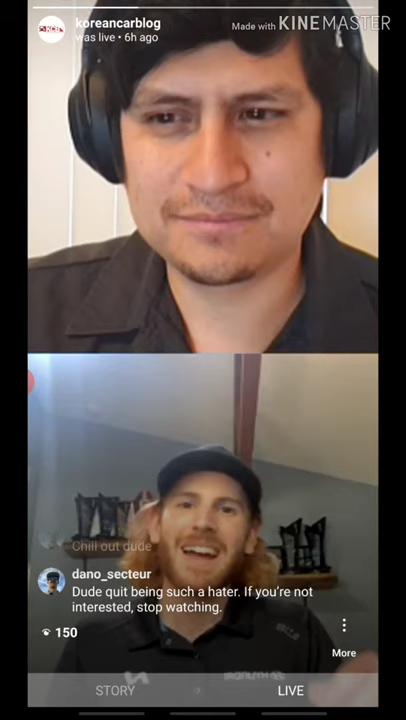 koreancarblog
was live • 6h ago
Made with KINEMASTER
KCB
Chill out dude
dano_secteur
Dude quit being such a hater. If you're not
interested, stop watching.
150
More
STORY
LIVE